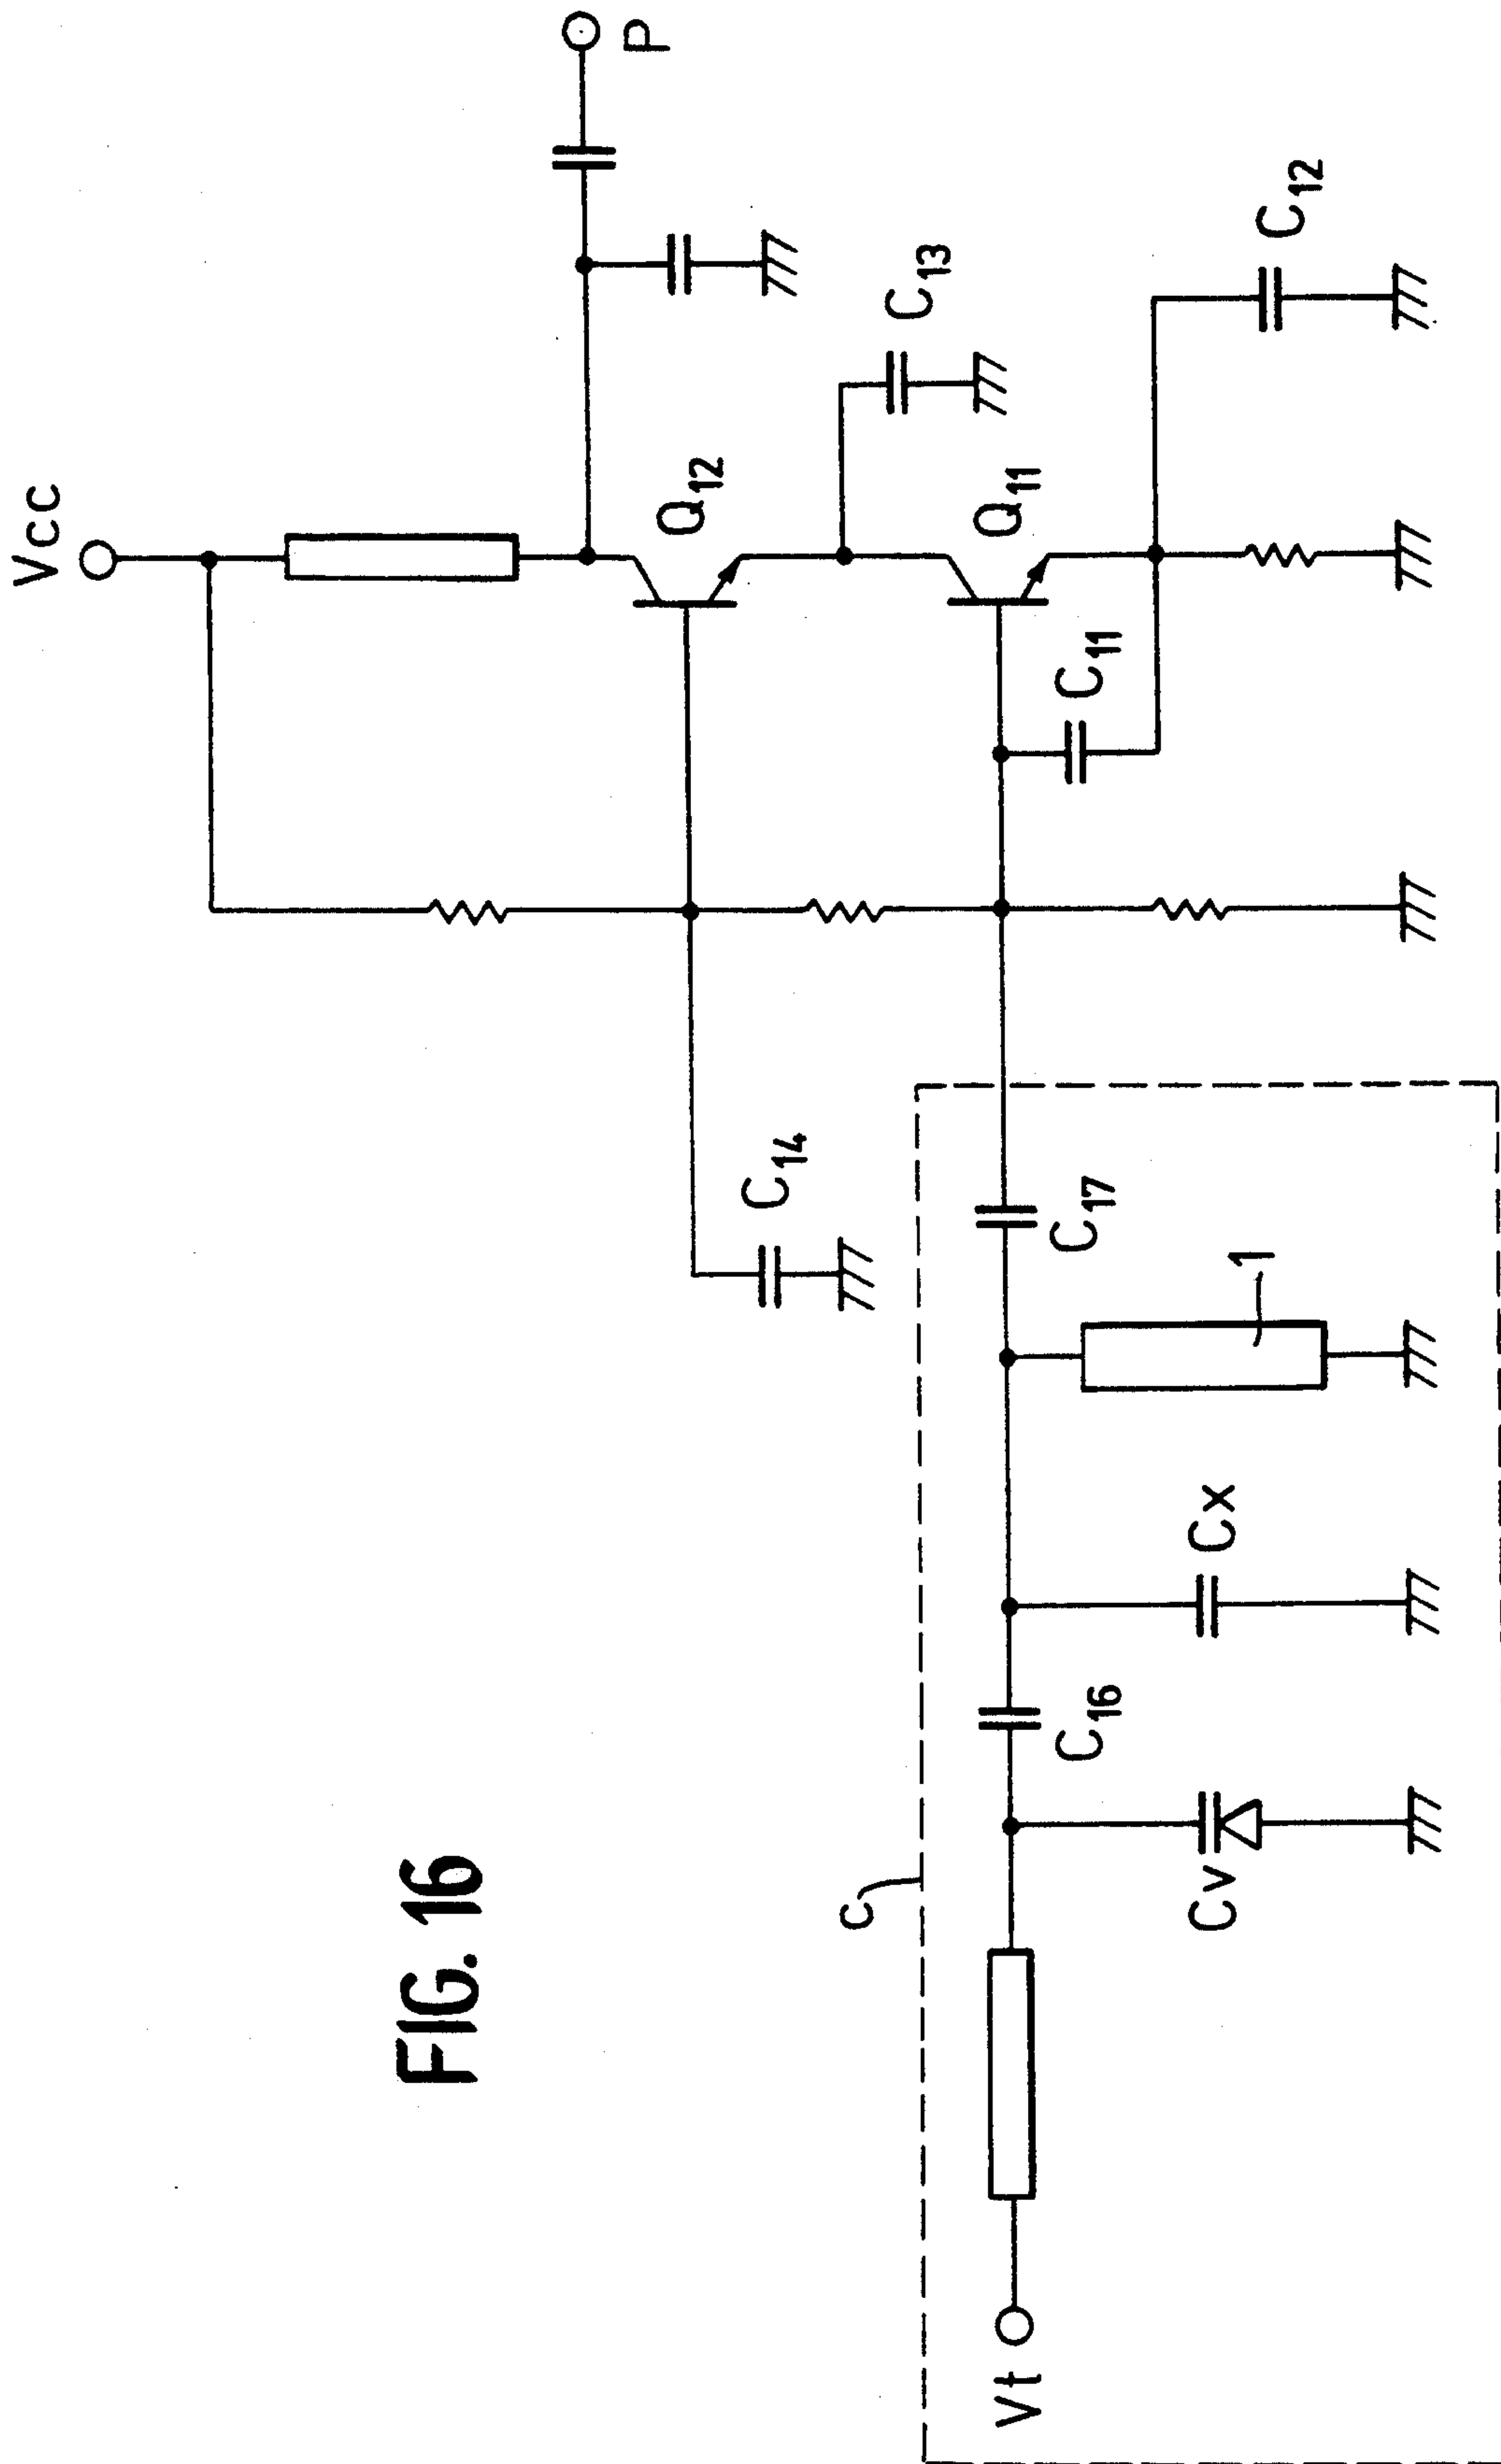 FIG. 16
Vcc
P
Q₁₂
C₁₃
C₁₄
Q₁₁
C₁₁
C₁₂
c
C₁₇
C₁₆
1
Cx
Cv
Vt